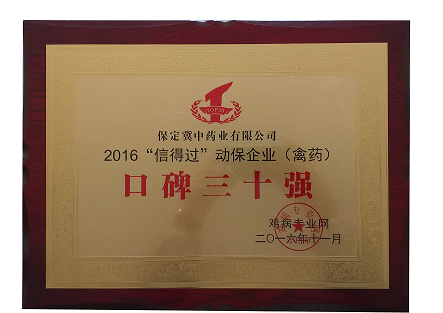 TOP30
保定冀中药业有限公司
2016“信得过”动保企业（禽药）
口碑三十强
鸡病专业网
二〇一六年十一月